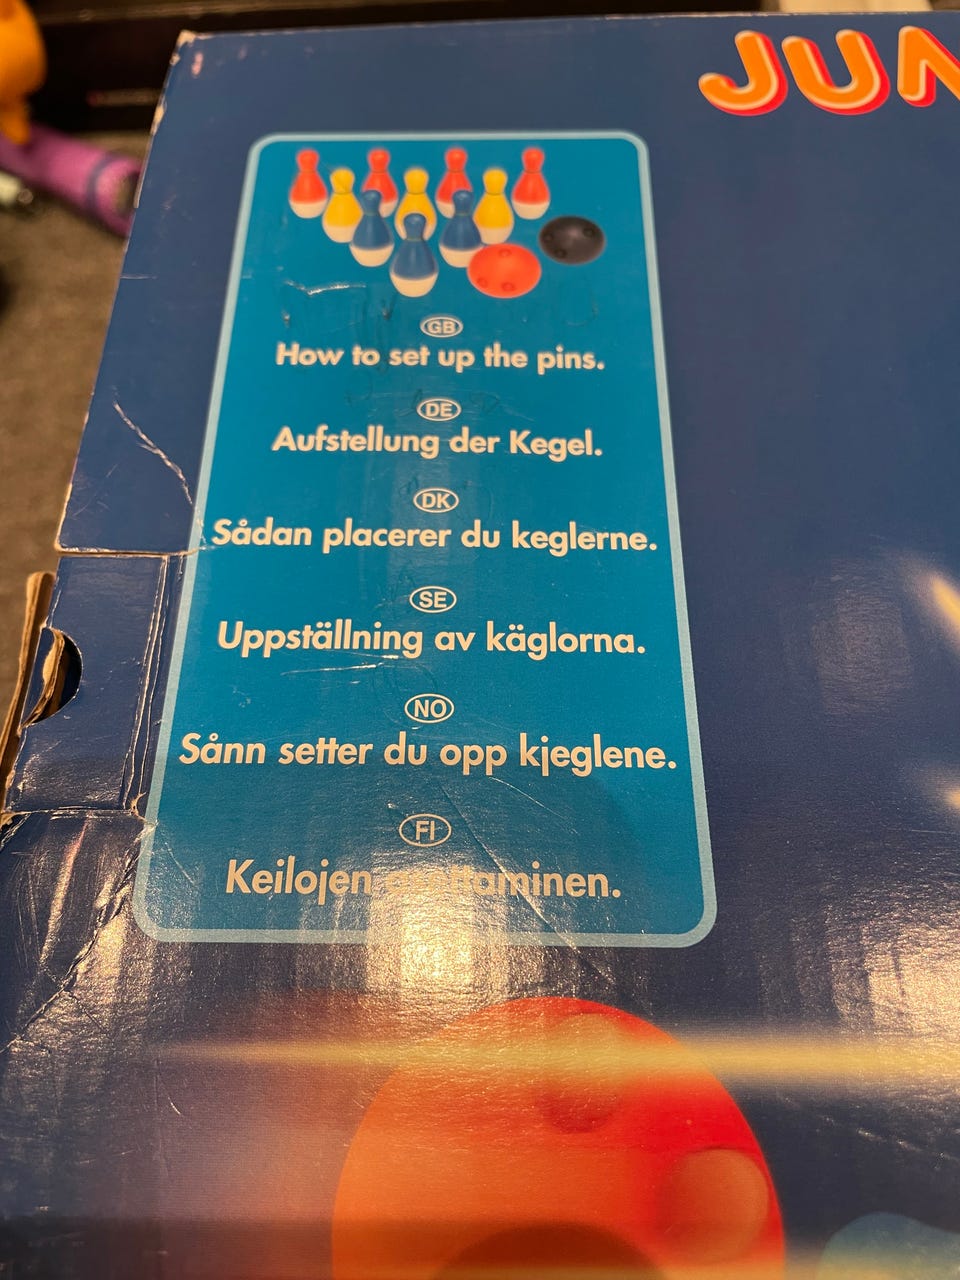 JUN
GB
How to set up the pins.
DE
Aufstellung der Kegel.
DK
Sådan placerer du keglerne.
SE
Uppställning av käglorna.
NO
Sånn setter du opp kjeglene.
FI
Keilojen